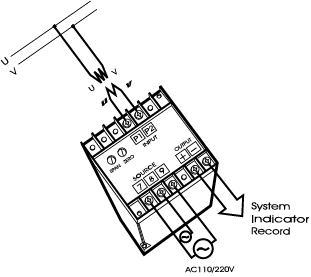 U
V
U V
P1 P2
INPUT
SPAN ZERO
SOURCE
7 8 9
OUTPUT
+ −
System
Indicator
Record
AC110/220V